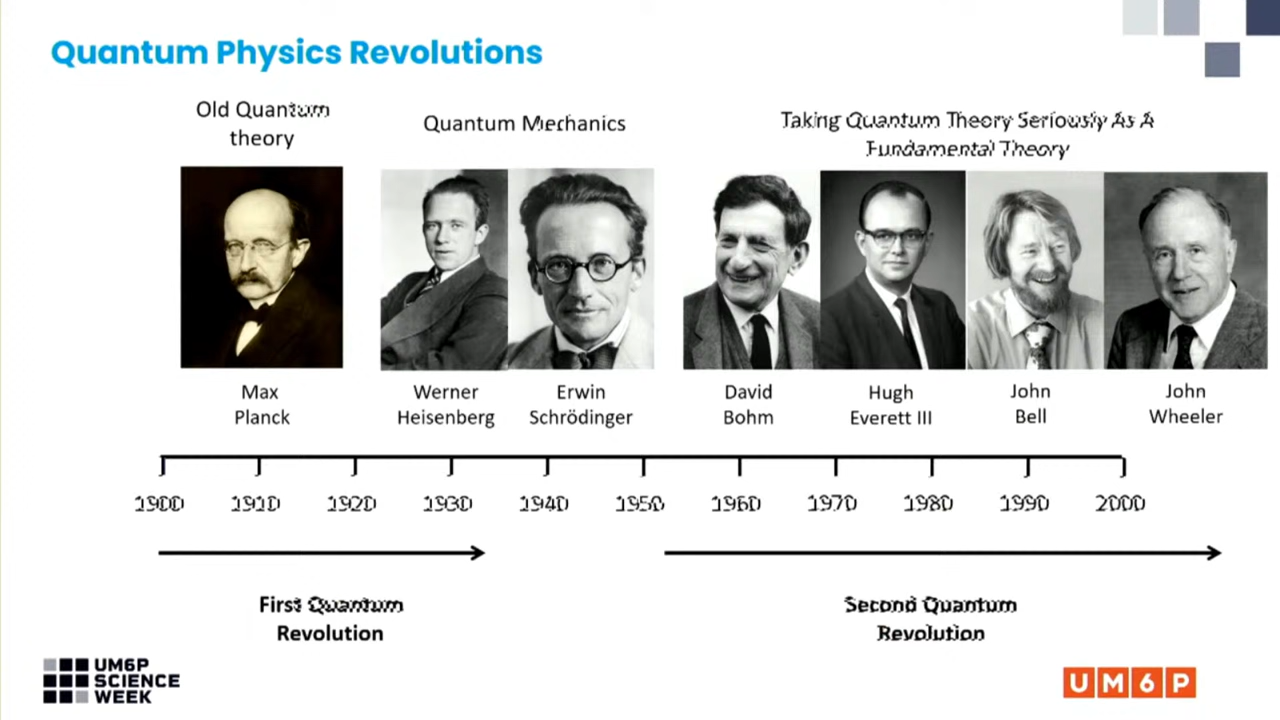 Quantum Physics Revolutions
Old Quantum
theory
Quantum Mechanics
Taking Quantum Theory Seriously As A
Fundamental Theory
Max
Planck
Werner
Heisenberg
Erwin
Schrödinger
David
Bohm
Hugh
Everett III
John
Bell
John
Wheeler
1900 1910 1920 1930 1940 1950 1960 1970 1980 1990 2000
First Quantum
Revolution
Second Quantum
Revolution
UM6P
SCIENCE
WEEK
UM6P